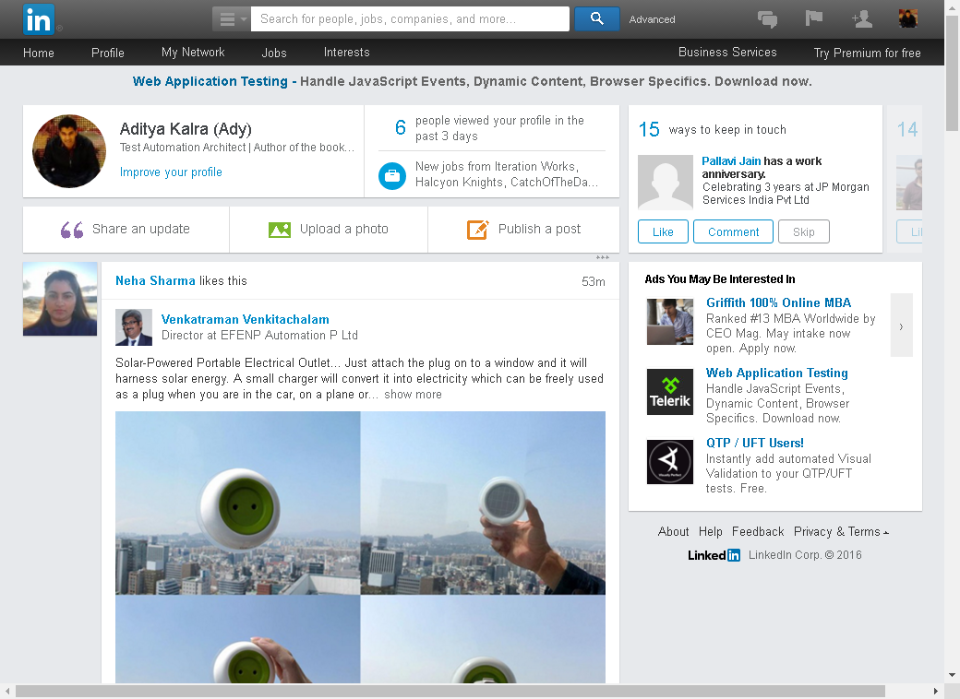 in
Search for people, jobs, companies, and more...
Advanced
Home
Profile
My Network
Jobs
Interests
Business Services
Try Premium for free
Web Application Testing - Handle JavaScript Events, Dynamic Content, Browser Specifics. Download now.
Aditya Kalra (Ady)
Test Automation Architect | Author of the book...
Improve your profile
6 people viewed your profile in the
past 3 days
New jobs from Iteration Works,
Halcyon Knights, CatchOfTheDa...
15 ways to keep in touch
Pallavi Jain has a work
anniversary.
Celebrating 3 years at JP Morgan
Services India Pvt Ltd
Like
Comment
Skip
14
Share an update
Upload a photo
Publish a post
Neha Sharma likes this
53m
Venkatraman Venkitachalam
Director at EFENP Automation P Ltd
Solar-Powered Portable Electrical Outlet... Just attach the plug on to a window and it will
harness solar energy. A small charger will convert it into electricity which can be freely used
as a plug when you are in the car, on a plane or... show more
Ads You May Be Interested In
Griffith 100% Online MBA
Ranked #13 MBA Worldwide by
CEO Mag. May intake now
open. Apply now.
Telerik
Web Application Testing
Handle JavaScript Events,
Dynamic Content, Browser
Specifics. Download now.
QTP / UFT Users!
Instantly add automated Visual
Validation to your QTP/UFT
tests. Free.
About
Help
Feedback
Privacy & Terms
Linked in
LinkedIn Corp. © 2016